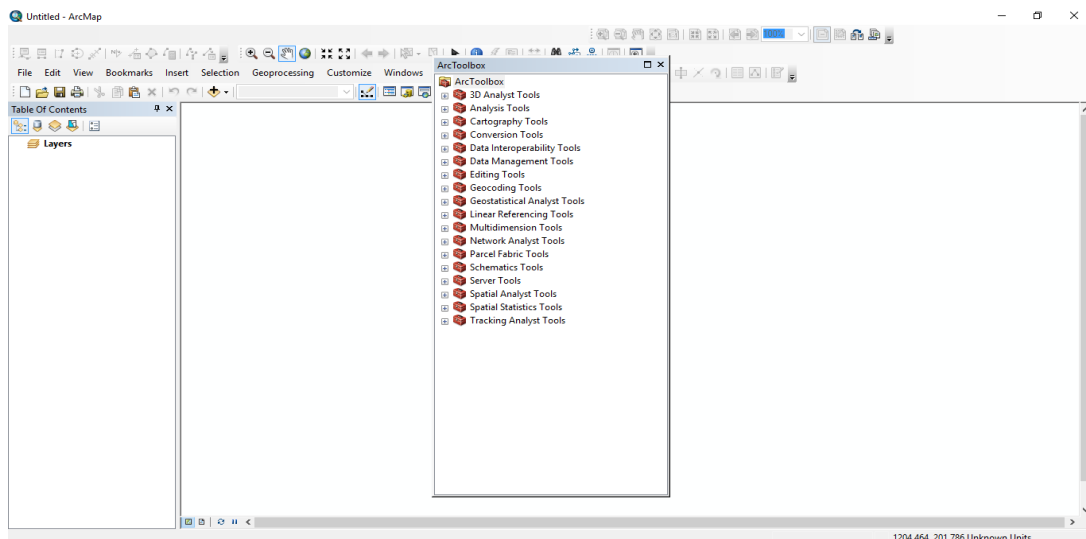 Untitled - ArcMap
File Edit View Bookmarks Insert Selection Geoprocessing Customize Windows
Table Of Contents
Layers
ArcToolbox
ArcToolbox
3D Analyst Tools
Analysis Tools
Cartography Tools
Conversion Tools
Data Interoperability Tools
Data Management Tools
Editing Tools
Geocoding Tools
Geostatistical Analyst Tools
Linear Referencing Tools
Multidimension Tools
Network Analyst Tools
Parcel Fabric Tools
Schematics Tools
Server Tools
Spatial Analyst Tools
Spatial Statistics Tools
Tracking Analyst Tools
1204.464 201.786 Unknown Units